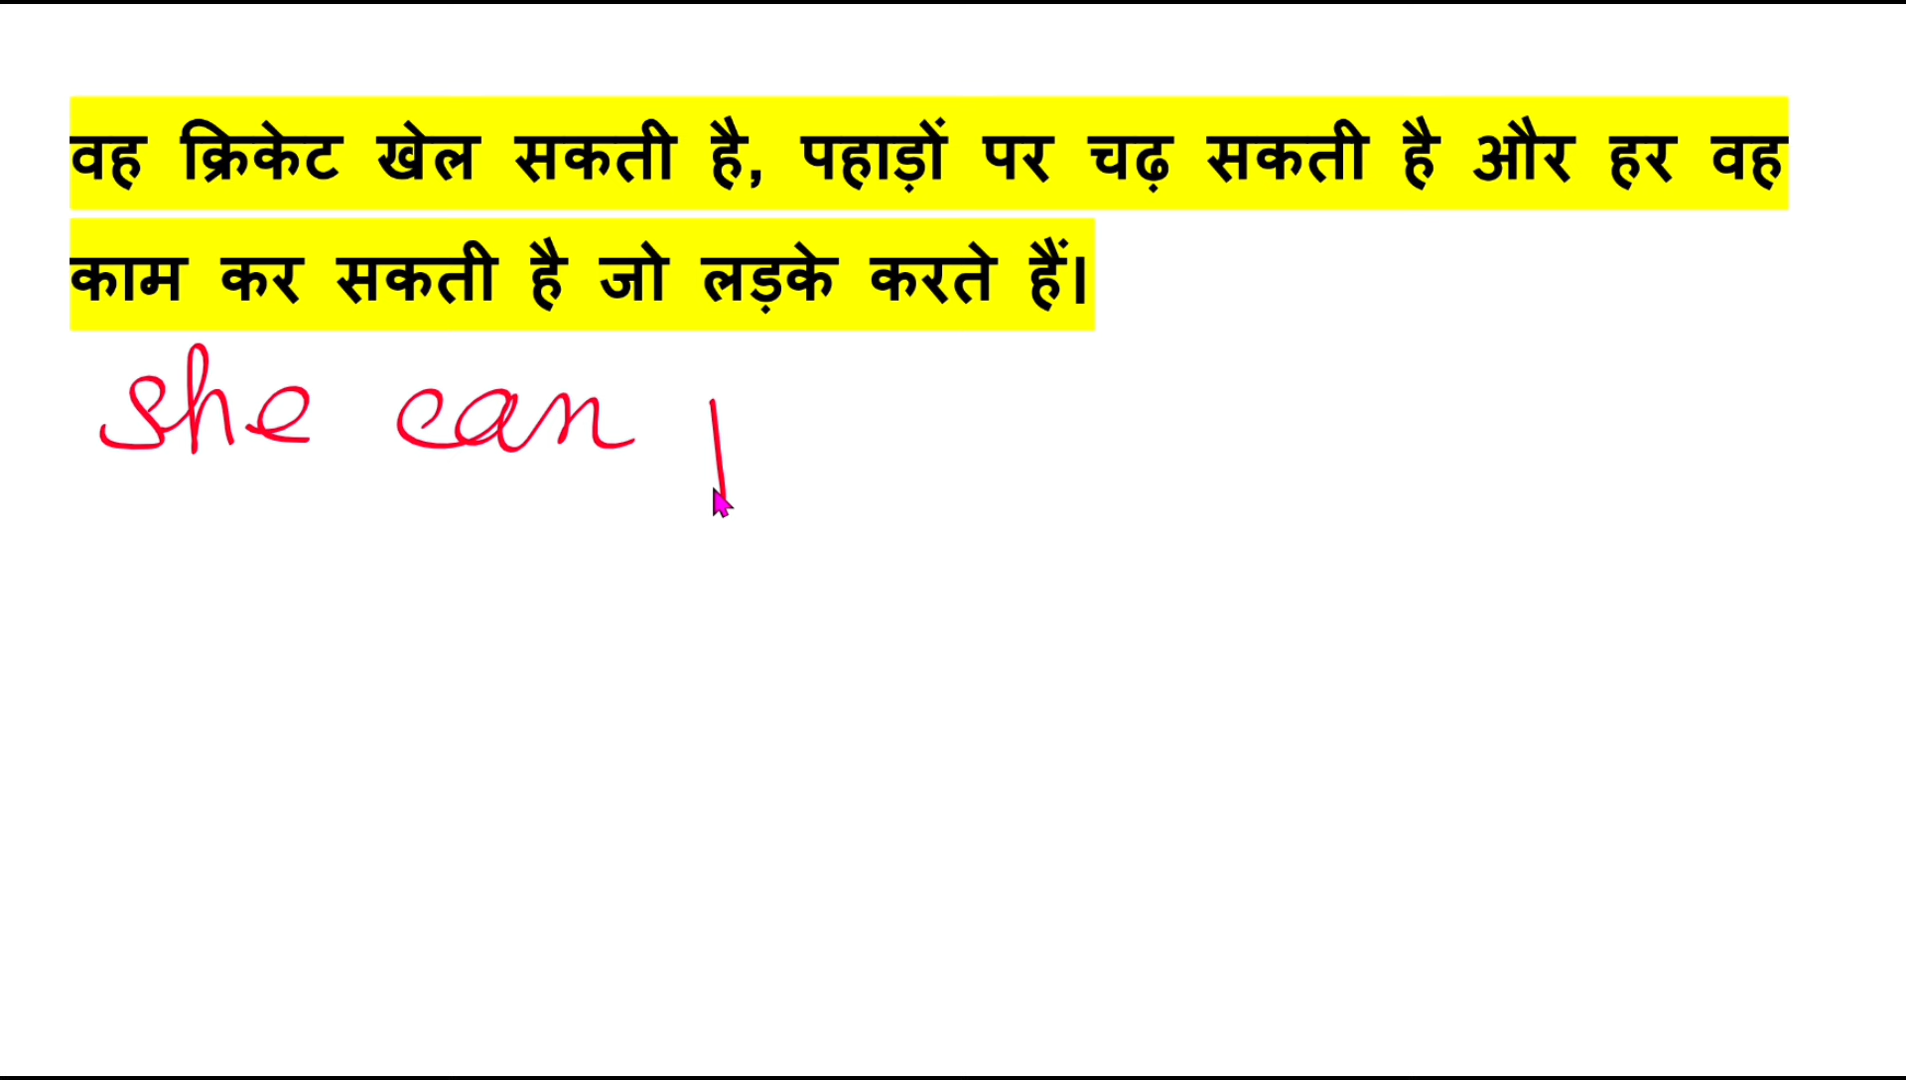 वह क्रिकेट खेल सकती है, पहाड़ों पर चढ़ सकती है और हर वह
काम कर सकती है जो लड़के करते हैं।
she can